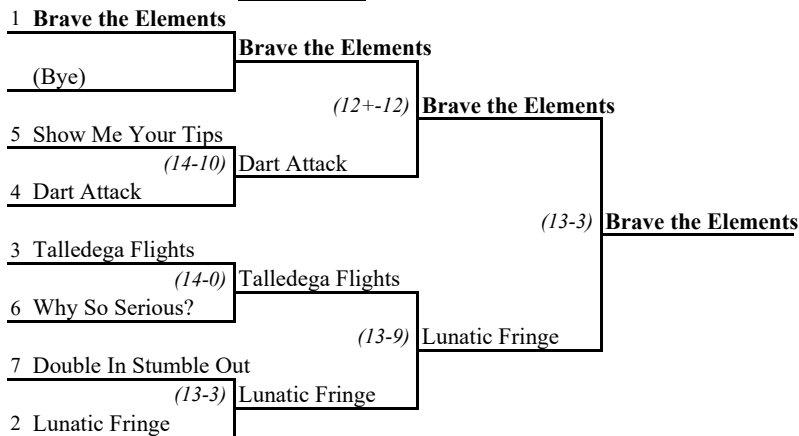 1 Brave the Elements
Brave the Elements
(Bye)
(12+-12) Brave the Elements
5 Show Me Your Tips
(14-10) Dart Attack
4 Dart Attack
(13-3) Brave the Elements
3 Talledega Flights
(14-0) Talledega Flights
6 Why So Serious?
(13-9) Lunatic Fringe
7 Double In Stumble Out
(13-3) Lunatic Fringe
2 Lunatic Fringe